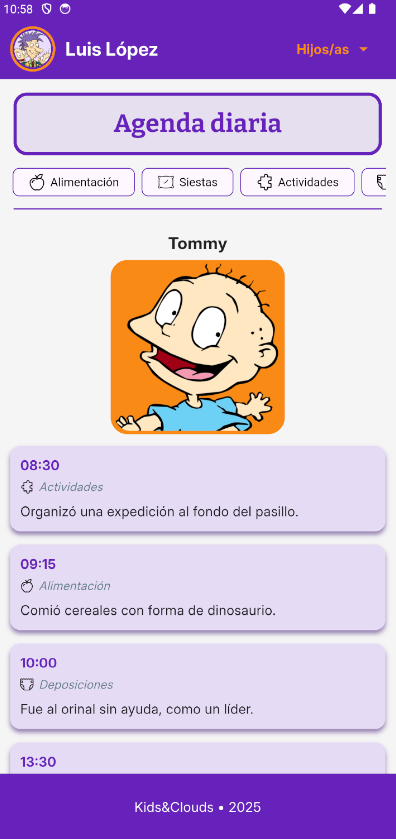 10:58
Luis López
Hijos/as
Agenda diaria
Alimentación
Siestas
Actividades
Tommy
08:30
Actividades
Organizó una expedición al fondo del pasillo.
09:15
Alimentación
Comió cereales con forma de dinosaurio.
10:00
Deposiciones
Fue al orinal sin ayuda, como un líder.
13:30
Kids&Clouds • 2025